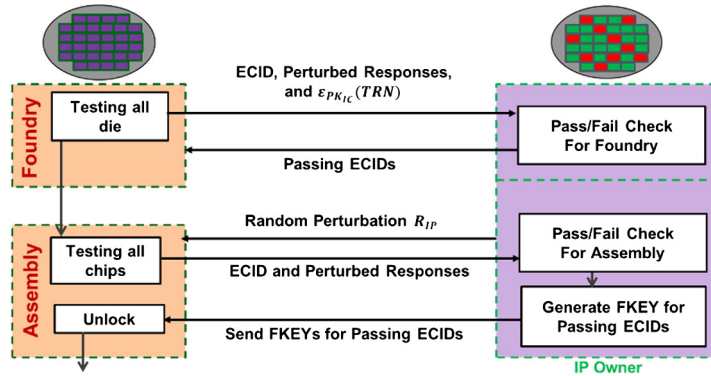 ECID, Perturbed Responses,
and ε_{PK_{IC}}(TRN)
Foundry
Testing all
die
Pass/Fail Check
For Foundry
Passing ECIDs
Random Perturbation R_{IP}
Assembly
Testing all
chips
Pass/Fail Check
For Assembly
ECID and Perturbed Responses
Unlock
Generate FKEY for
Passing ECIDs
Send FKEYs for Passing ECIDs
IP Owner